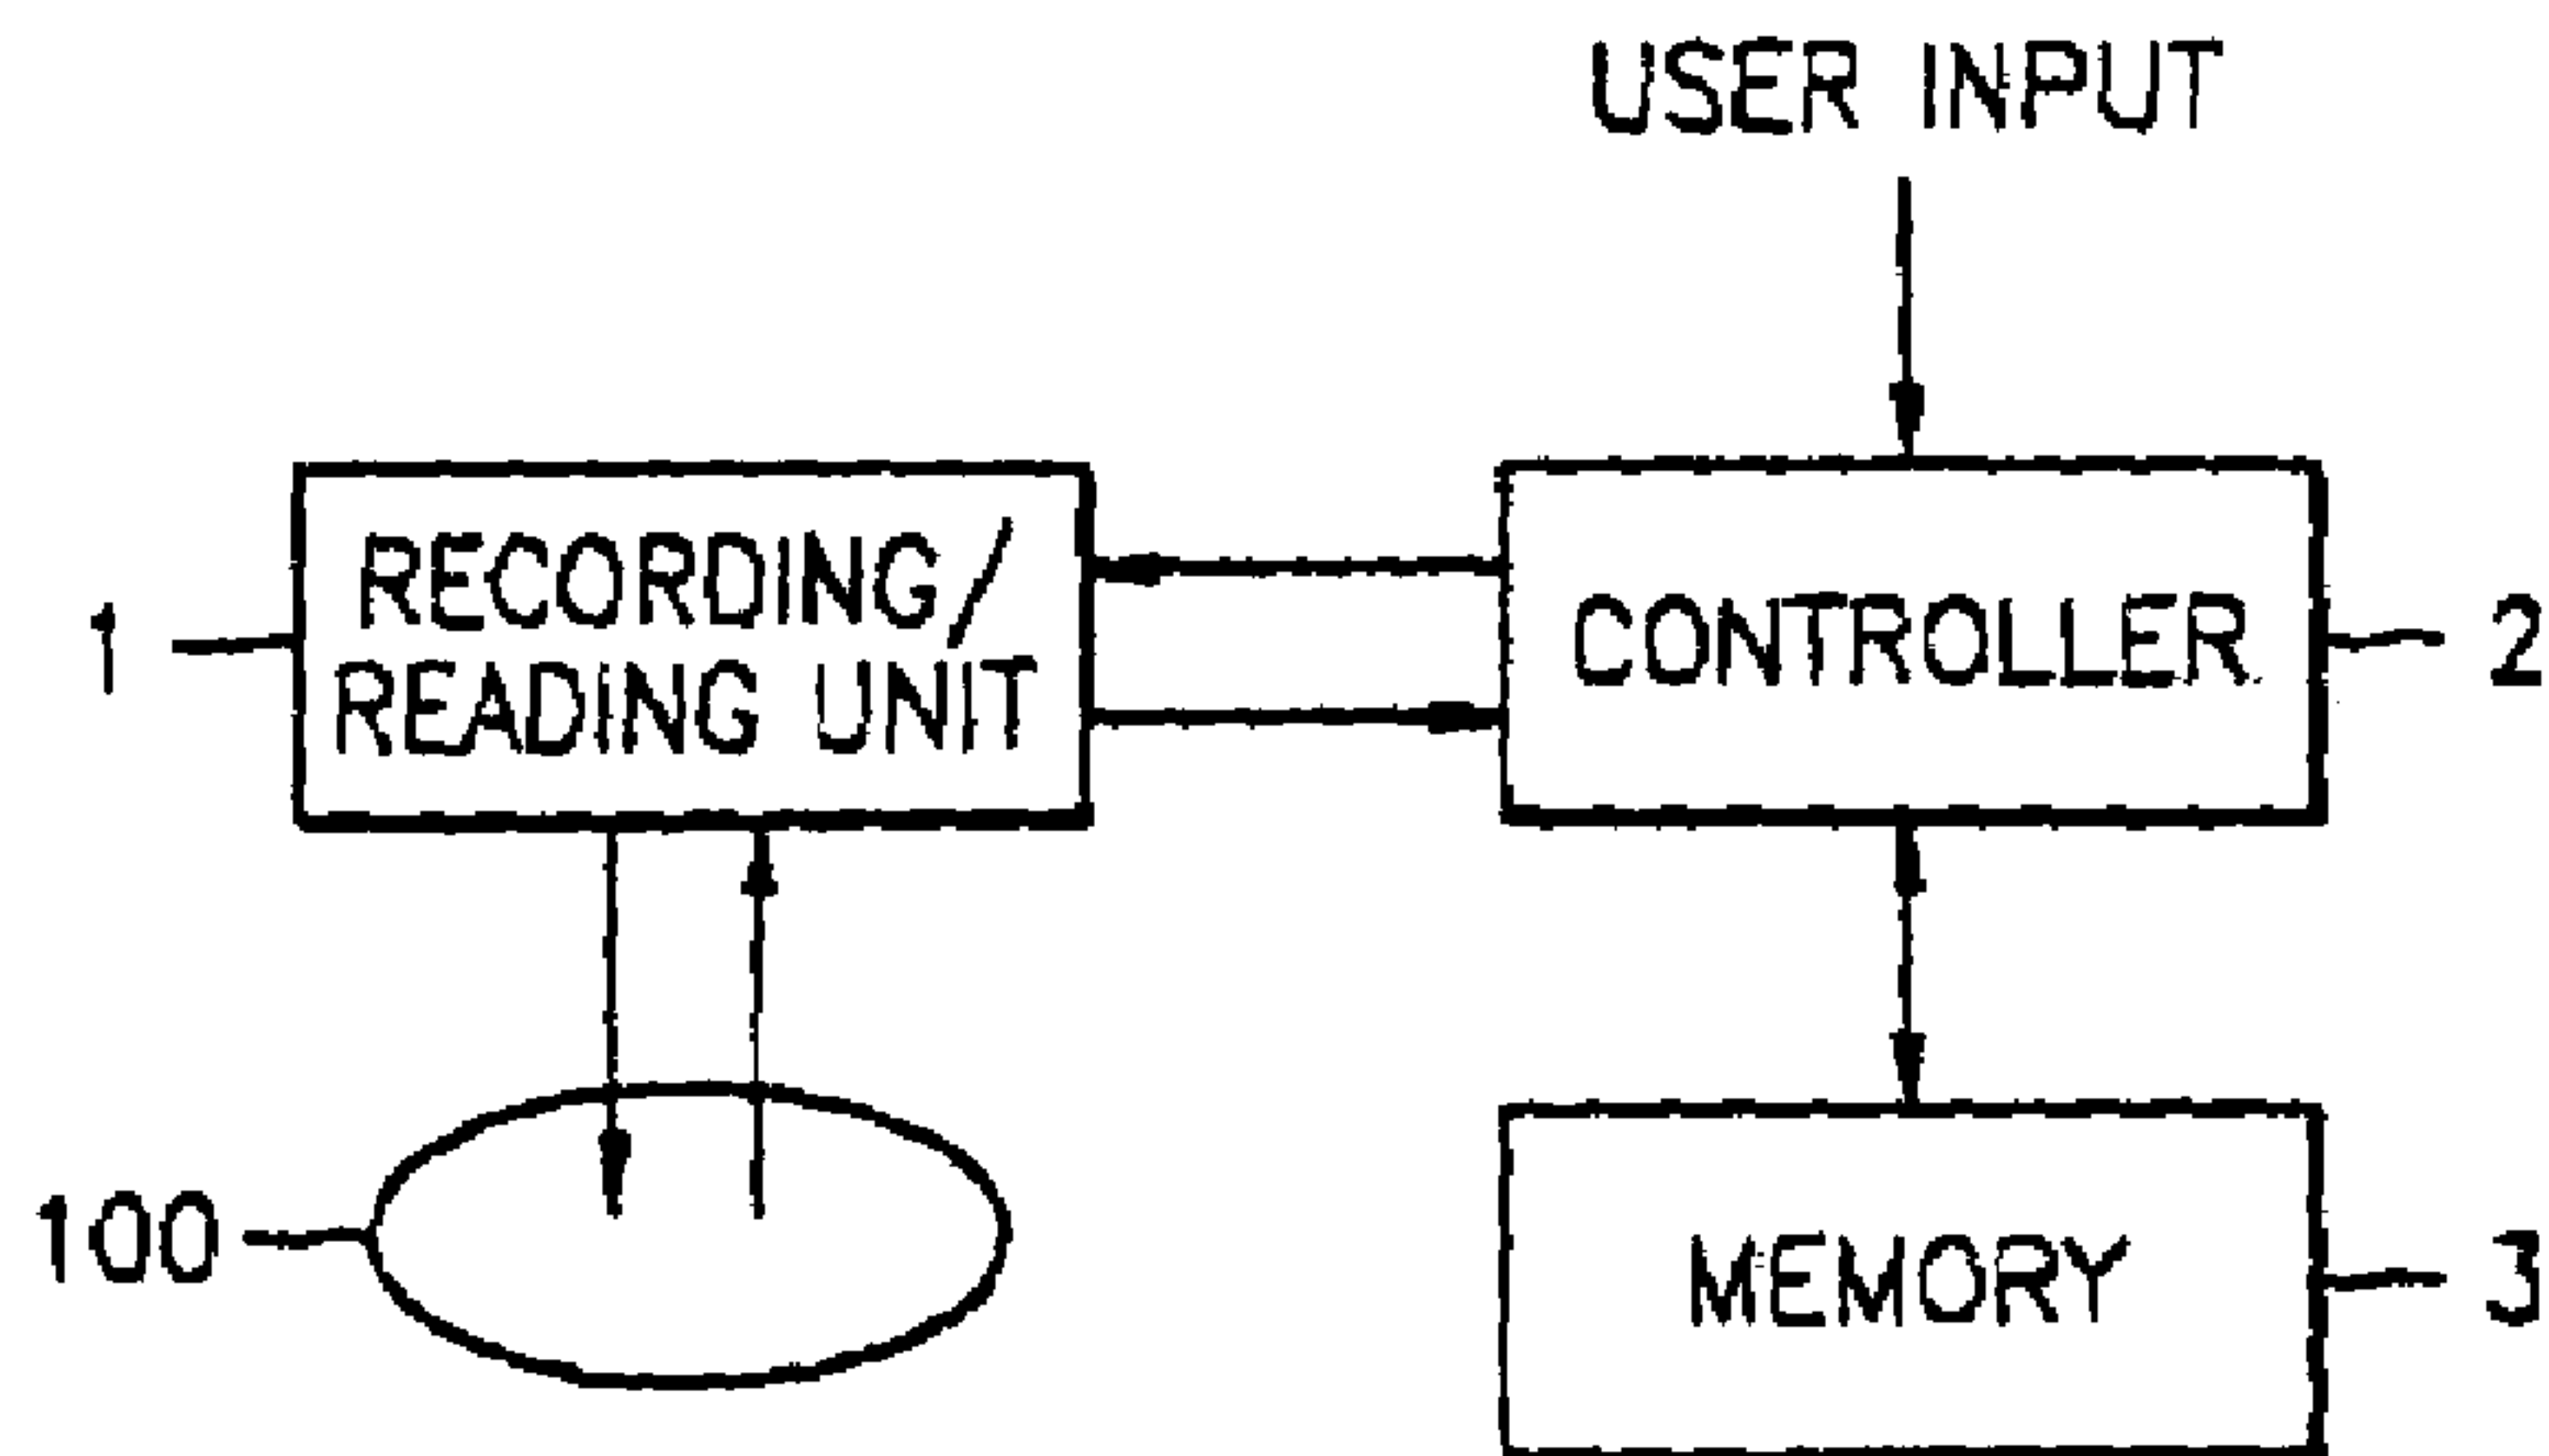 USER INPUT
RECORDING/
READING UNIT
1
CONTROLLER
2
100
MEMORY
3